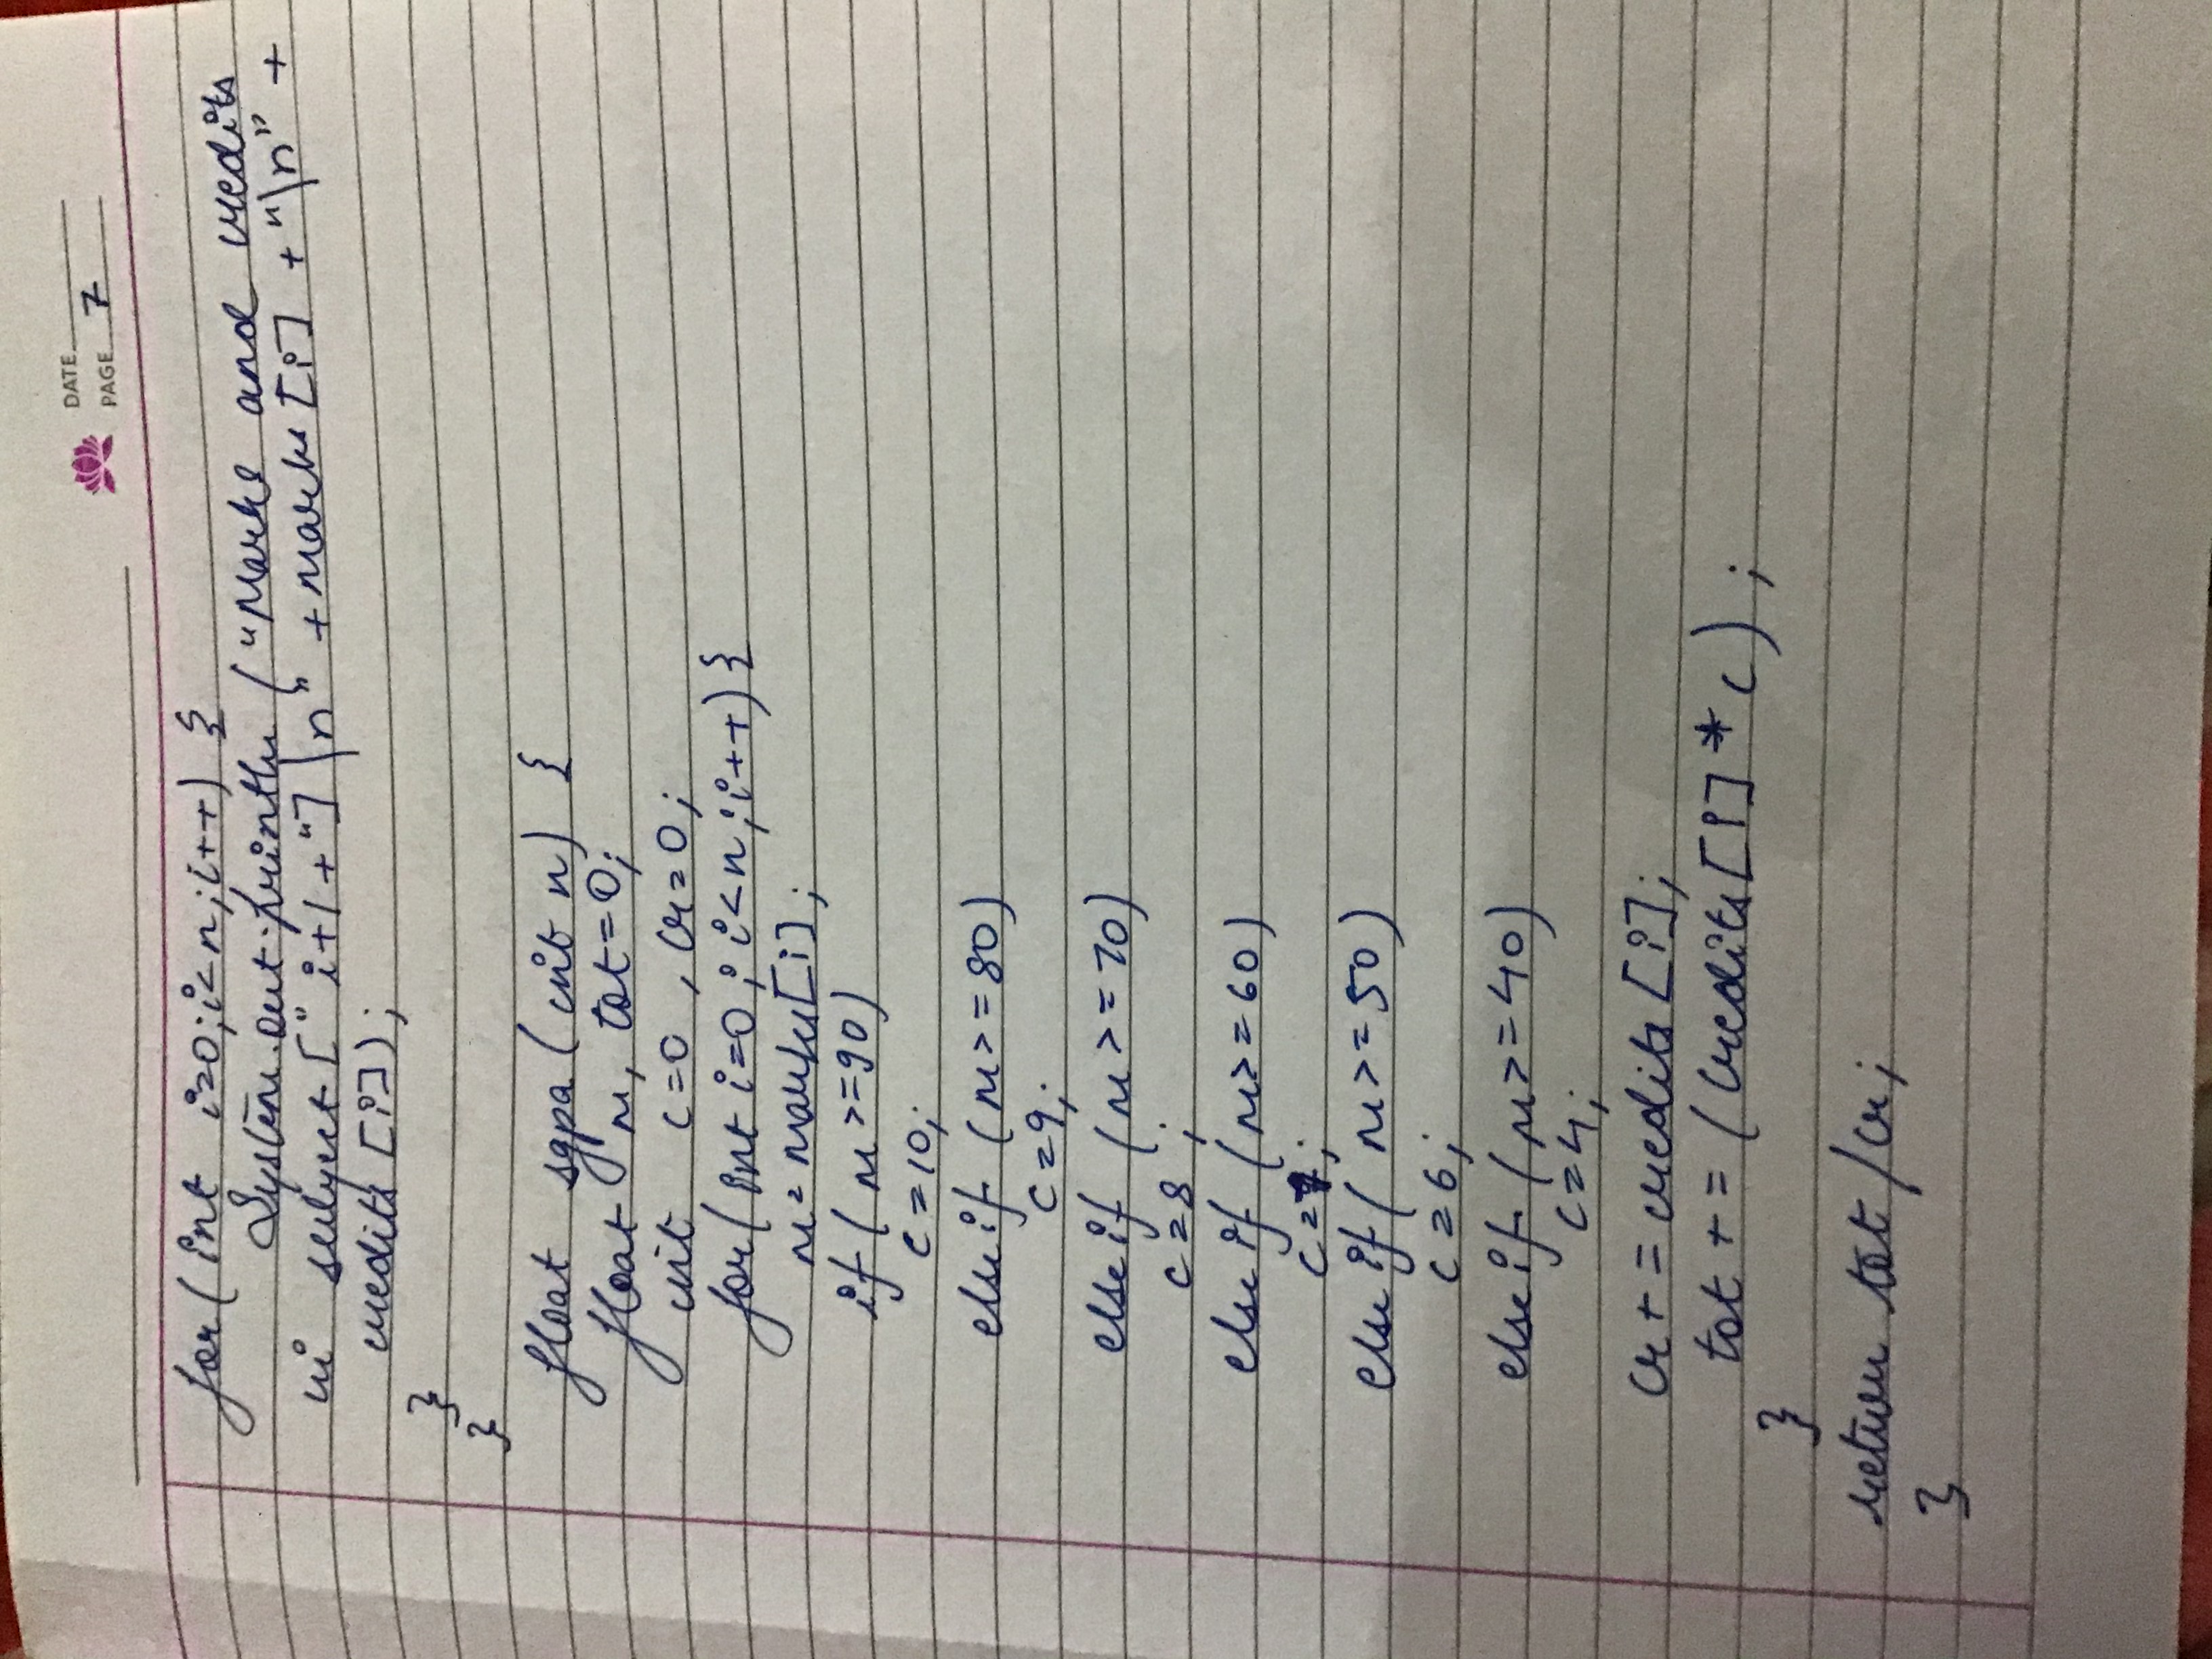 DATE
PAGE 7
for(int i=0;i<n;i++) {
System.out.println ("Marks and credits
in subject[" i+1+"]\n" +marks[i] +"\n" +
credits [i]);
}
}
float sgpa (int n) {
float m, tot=0;
int c=0 , cr=0;
for(int i=0;i<n;i++){
m=marks[i];
if( m>=90)
c=10;
else if (m>=80)
c=9;
else if (m>=70)
c=8 ;
else if (m>=60)
c=7;
else if( m>=50)
c=6;
else if (m>=40)
c=4;
cr+=credits[i];
tot +=(credits[i]*c) ;
}
return tot/cr;
}